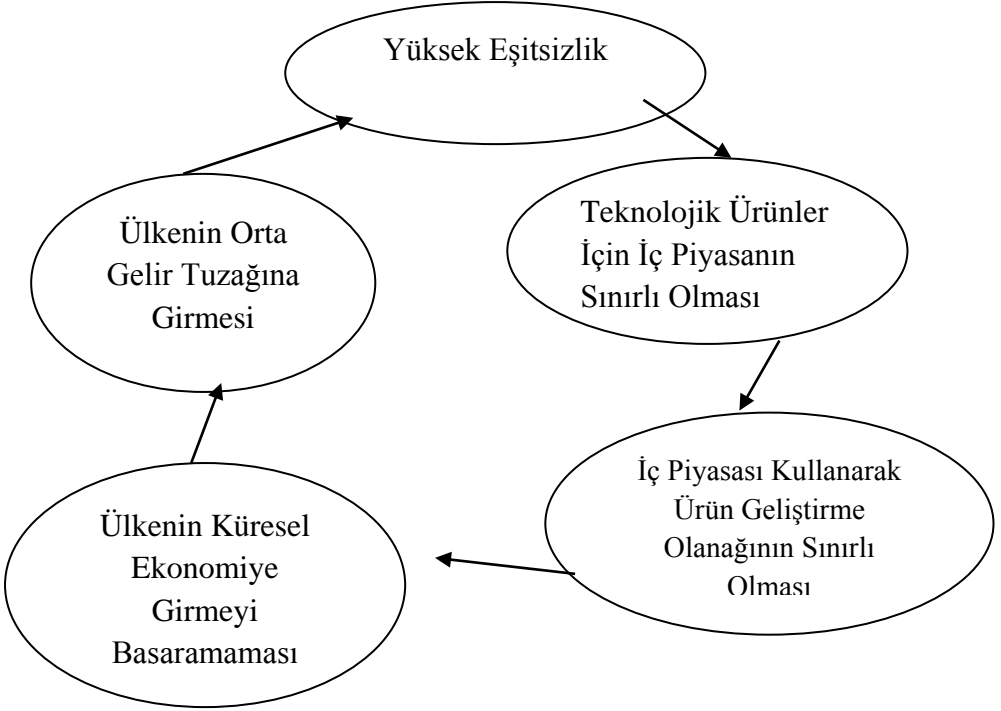 Yüksek Eşitsizlik
Teknolojik Ürünler
İçin İç Piyasanın
Sınırlı Olması
İç Piyasası Kullanarak
Ürün Geliştirme
Olanağının Sınırlı
Olması
Ülkenin Küresel
Ekonomiye
Girmeyi
Basaramaması
Ülkenin Orta
Gelir Tuzağına
Girmesi